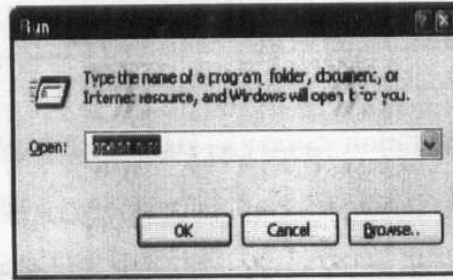 Run
Type the name of a program, folder, document, or
Internet resource, and Windows will open it for you.
Open:
OK
Cancel
Browse..